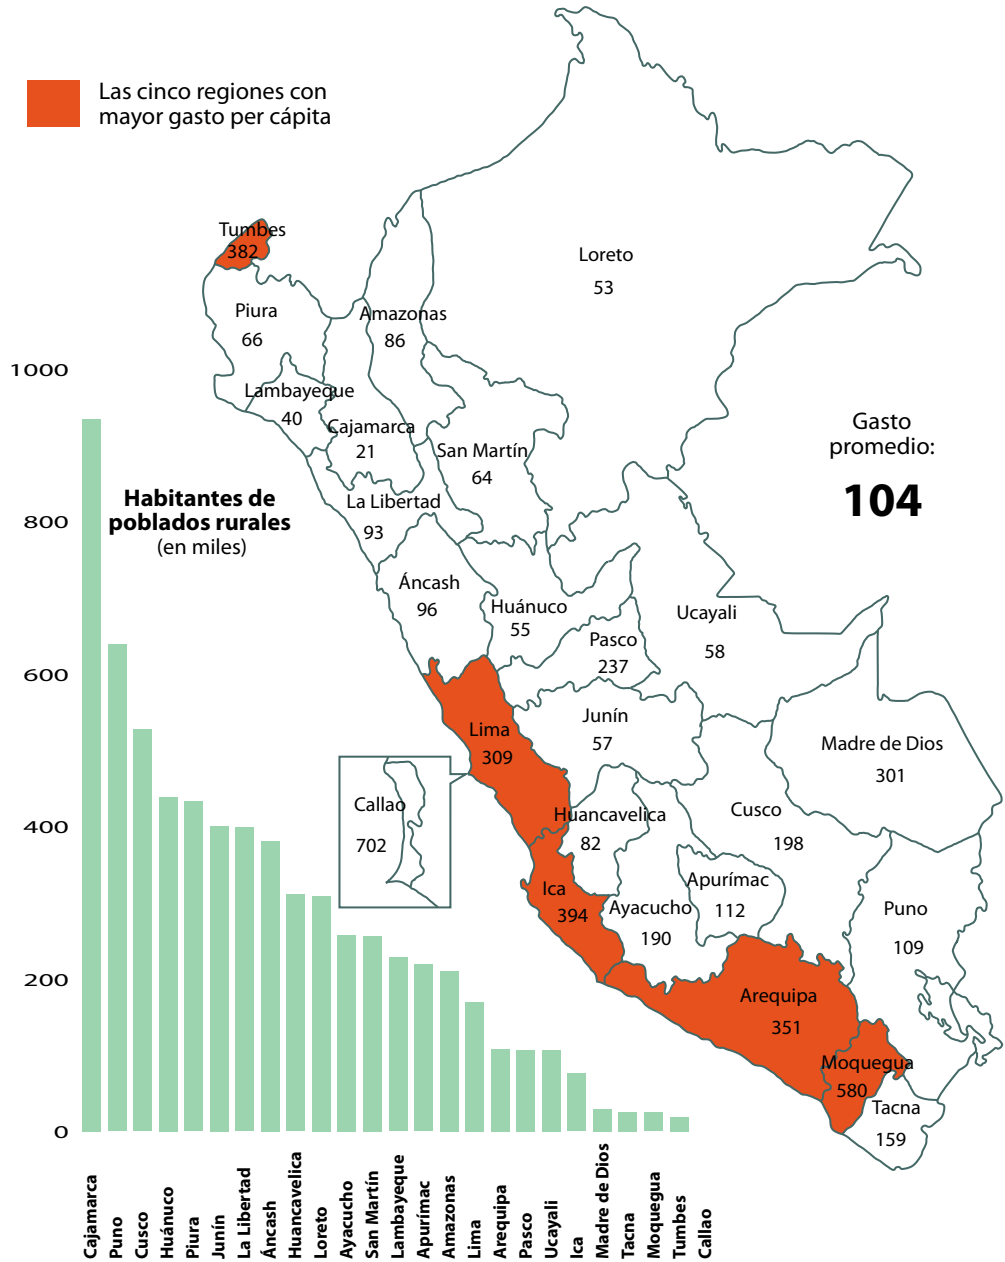 Las cinco regiones con
mayor gasto per cápita
Tumbes
382
Loreto
53
Piura
66
Amazonas
86
Lambayeque
40
Cajamarca
21
San Martín
64
Gasto
promedio:
104
La Libertad
93
Áncash
96
Huánuco
55
Ucayali
58
Pasco
237
Lima
309
Junín
57
Madre de Dios
301
Callao
702
Huancavelica
82
Cusco
198
Ica
394
Ayacucho
190
Apurímac
112
Puno
109
Arequipa
351
Moquegua
580
Tacna
159
Habitantes de
poblados rurales
(en miles)
1000
800
600
400
200
0
Cajamarca
Puno
Cusco
Huánuco
Piura
Junín
La Libertad
Áncash
Huancavelica
Loreto
Ayacucho
San Martín
Lambayeque
Apurímac
Amazonas
Lima
Arequipa
Pasco
Ucayali
Ica
Madre de Dios
Tacna
Moquegua
Tumbes
Callao